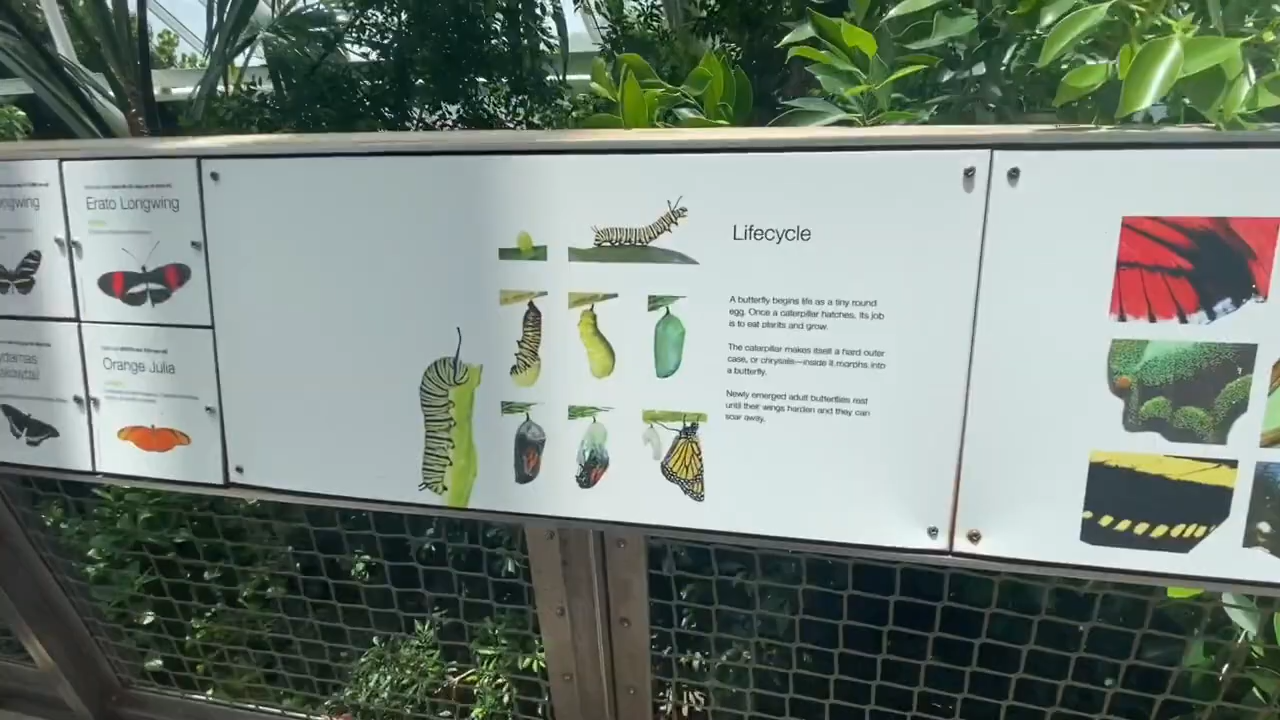 ongwing
Erato Longwing
Orange Julia
Lifecycle
A butterfly begins life as a tiny round
egg. Once a caterpillar hatches, its job
is to eat plants and grow.
The caterpillar makes itself a hard outer
case, or chrysalis—inside it morphs into
a butterfly.
Newly emerged adult butterflies rest
until their wings harden and they can
soar away.